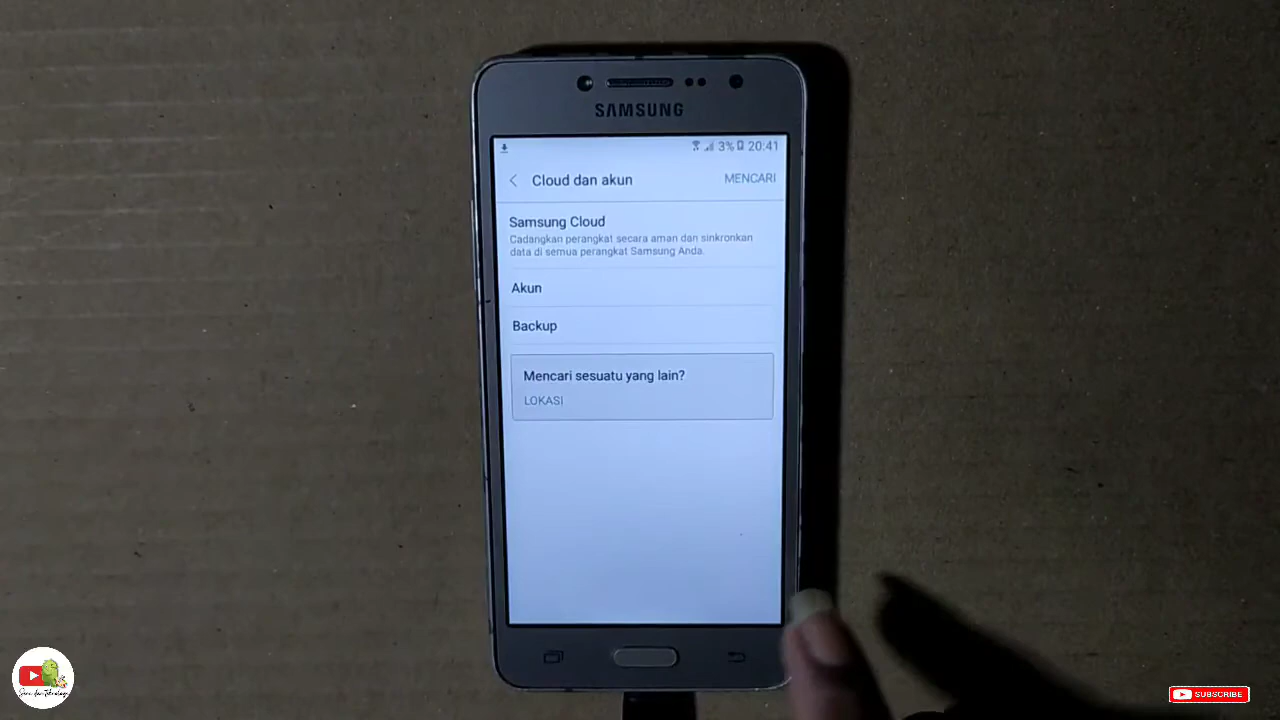 SAMSUNG
3% 20:41
Cloud dan akun
MENCARI
Samsung Cloud
Cadangkan perangkat secara aman dan sinkronkan
data di semua perangkat Samsung Anda.
Akun
Backup
Mencari sesuatu yang lain?
LOKASI
SUBSCRIBE